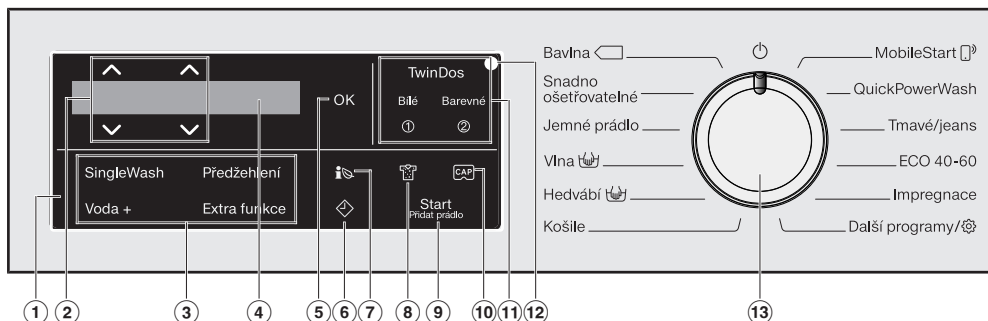 TwinDos
OK
Bílé Barevné
① ②
SingleWash Předžehlení
CAP
Voda + Extra funkce
Start
Přidat prádlo
Bavlna
Snadno
ošetřovatelné
Jemné prádlo
Vlna
Hedvábí
Košile
MobileStart
QuickPowerWash
Tmavé/jeans
ECO 40-60
Impregnace
Další programy/
① ② ③ ④ ⑤ ⑥ ⑦ ⑧ ⑨ ⑩ ⑪ ⑫ ⑬